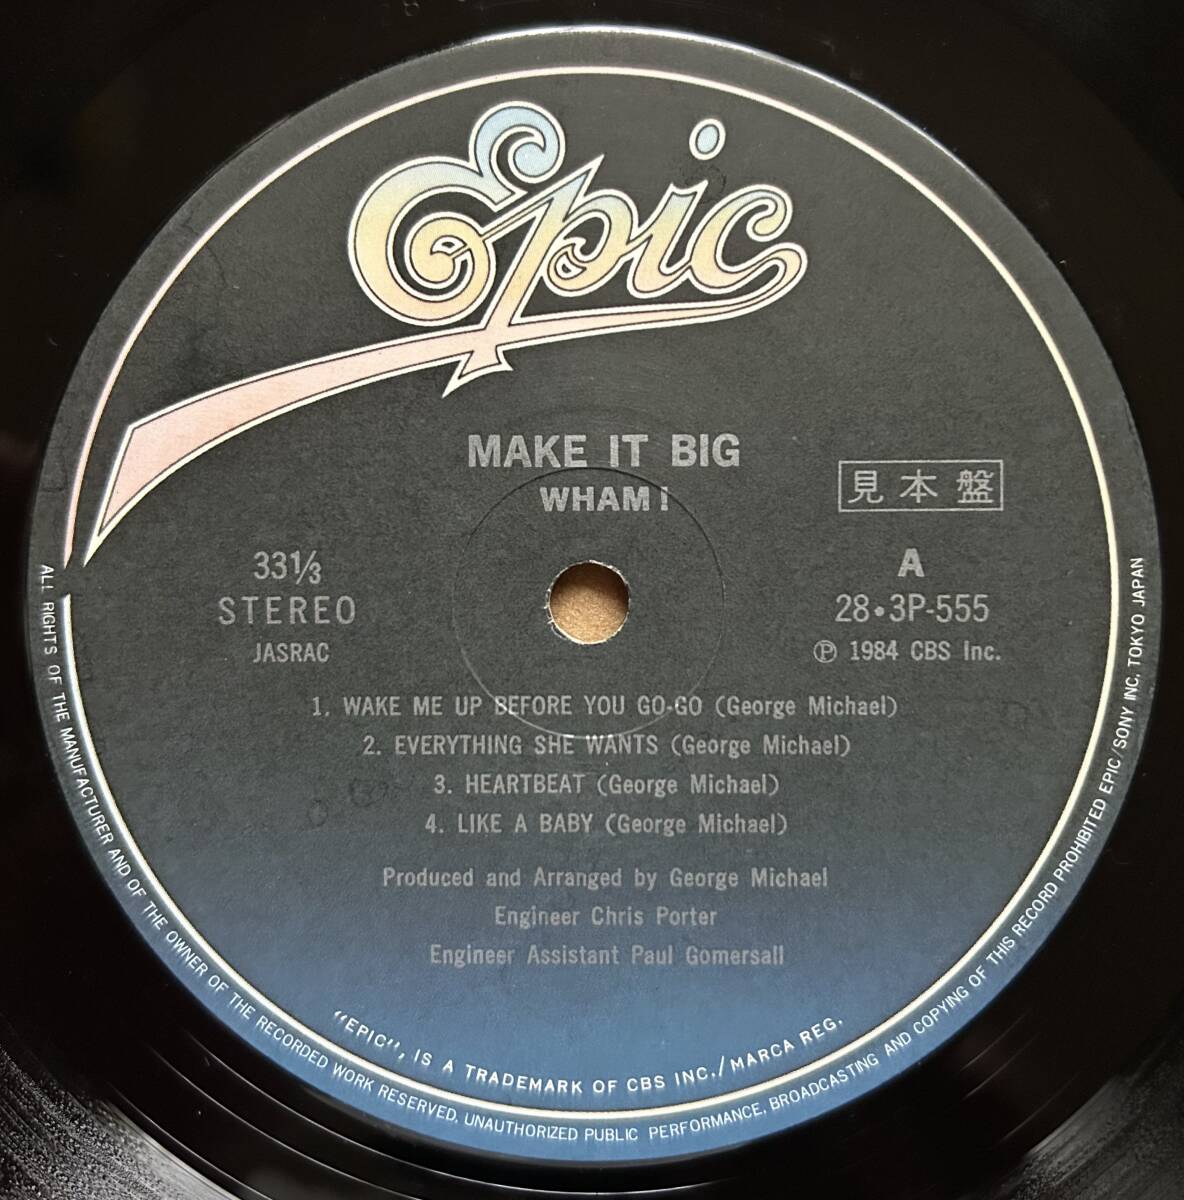 Epic
MAKE IT BIG
WHAM!
見本盤
33⅓
STEREO
JASRAC
A
28・3P-555
Ⓟ 1984 CBS Inc.
1. WAKE ME UP BEFORE YOU GO-GO (George Michael)
2. EVERYTHING SHE WANTS (George Michael)
3. HEARTBEAT (George Michael)
4. LIKE A BABY (George Michael)
Produced and Arranged by George Michael
Engineer Chris Porter
Engineer Assistant Paul Gomersall
"EPIC", IS A TRADEMARK OF CBS INC./MARCA REG.
ALL RIGHTS OF THE MANUFACTURER AND OF THE OWNER OF THE RECORDED WORK RESERVED. UNAUTHORIZED PUBLIC PERFORMANCE, BROADCASTING AND COPYING OF THIS RECORD PROHIBITED EPIC/SONY INC. TOKYO JAPAN